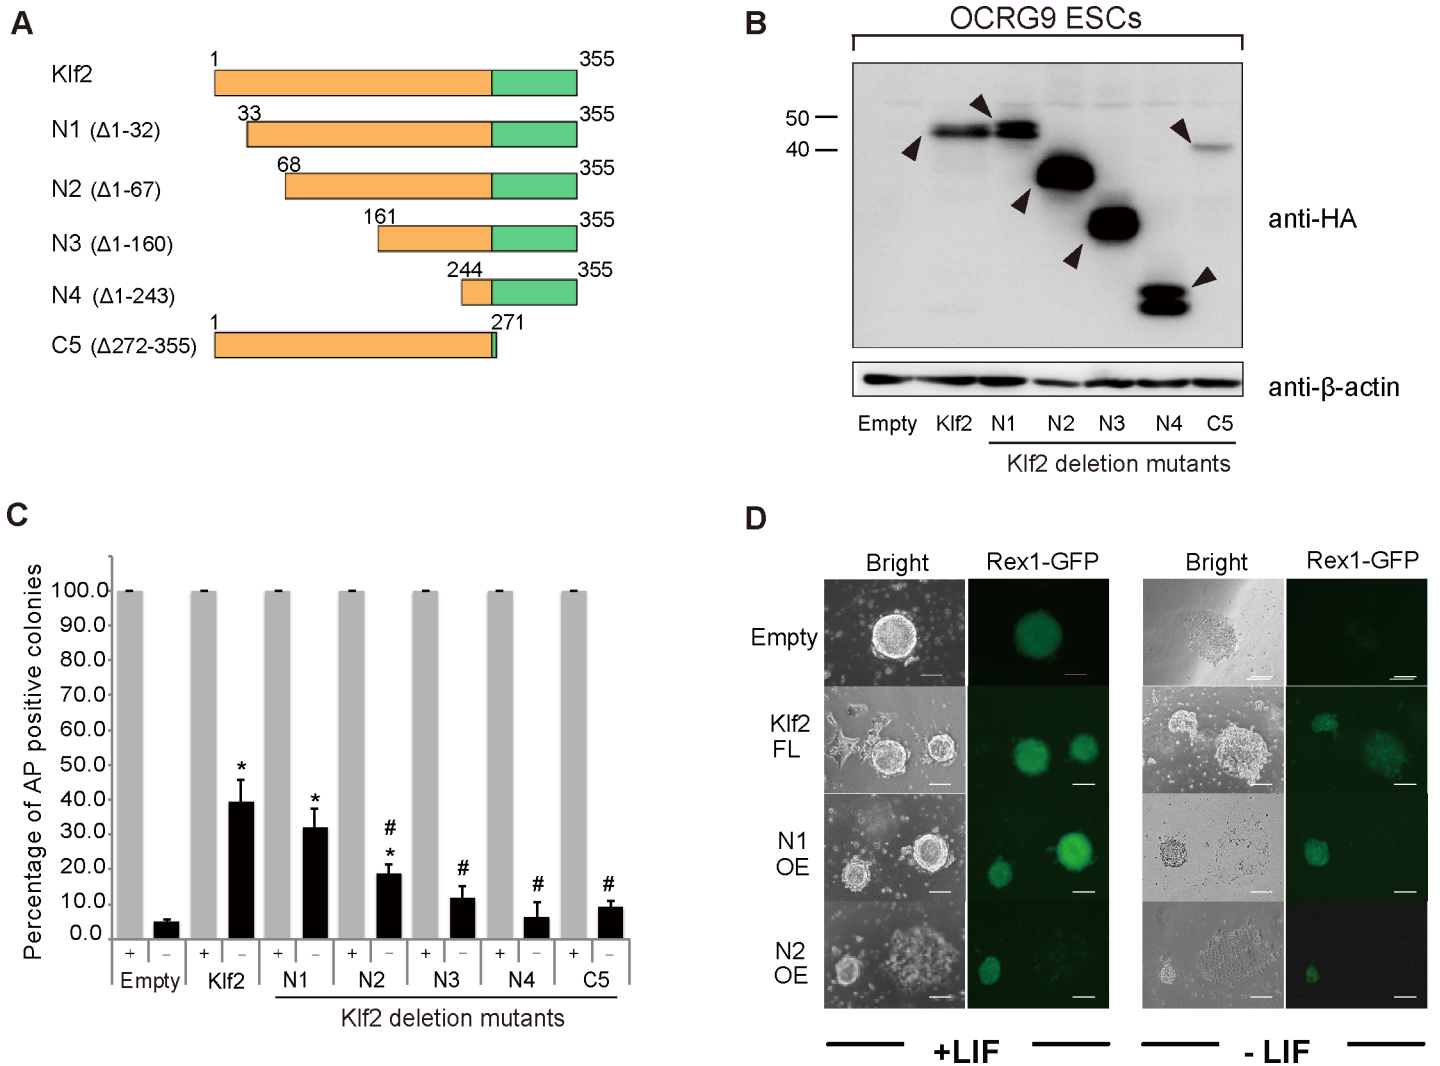 A
Klf2
1
355
N1 (Δ1-32)
33
355
N2 (Δ1-67)
68
355
N3 (Δ1-160)
161
355
N4 (Δ1-243)
244
355
C5 (Δ272-355)
1
271
B
OCRG9 ESCs
50
40
anti-HA
anti-β-actin
Empty Klf2 N1 N2 N3 N4 C5
Klf2 deletion mutants
C
Percentage of AP positive colonies
100.0
90.0
80.0
70.0
60.0
50.0
40.0
30.0
20.0
10.0
0.0
*
*
#
*
#
#
#
+ − + − + − + − + − + − + −
Empty Klf2 N1 N2 N3 N4 C5
Klf2 deletion mutants
D
Bright Rex1-GFP Bright Rex1-GFP
Empty
Klf2
FL
N1
OE
N2
OE
+LIF - LIF